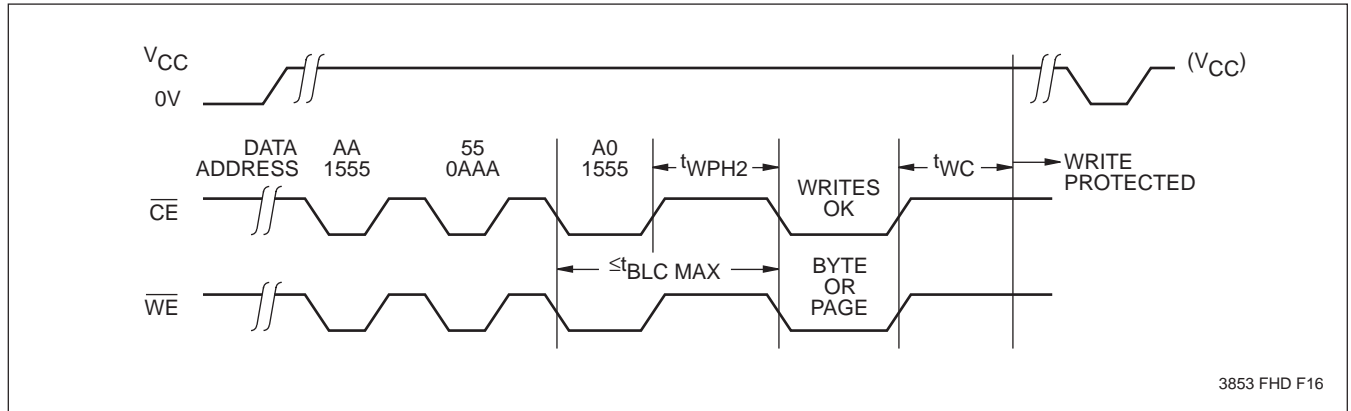 VCC
0V
(VCC)
DATA AA 55 A0
ADDRESS 1555 0AAA 1555
tWPH2
tWC
WRITE
PROTECTED
CE
WRITES
OK
≤tBLC MAX
WE
BYTE
OR
PAGE
3853 FHD F16